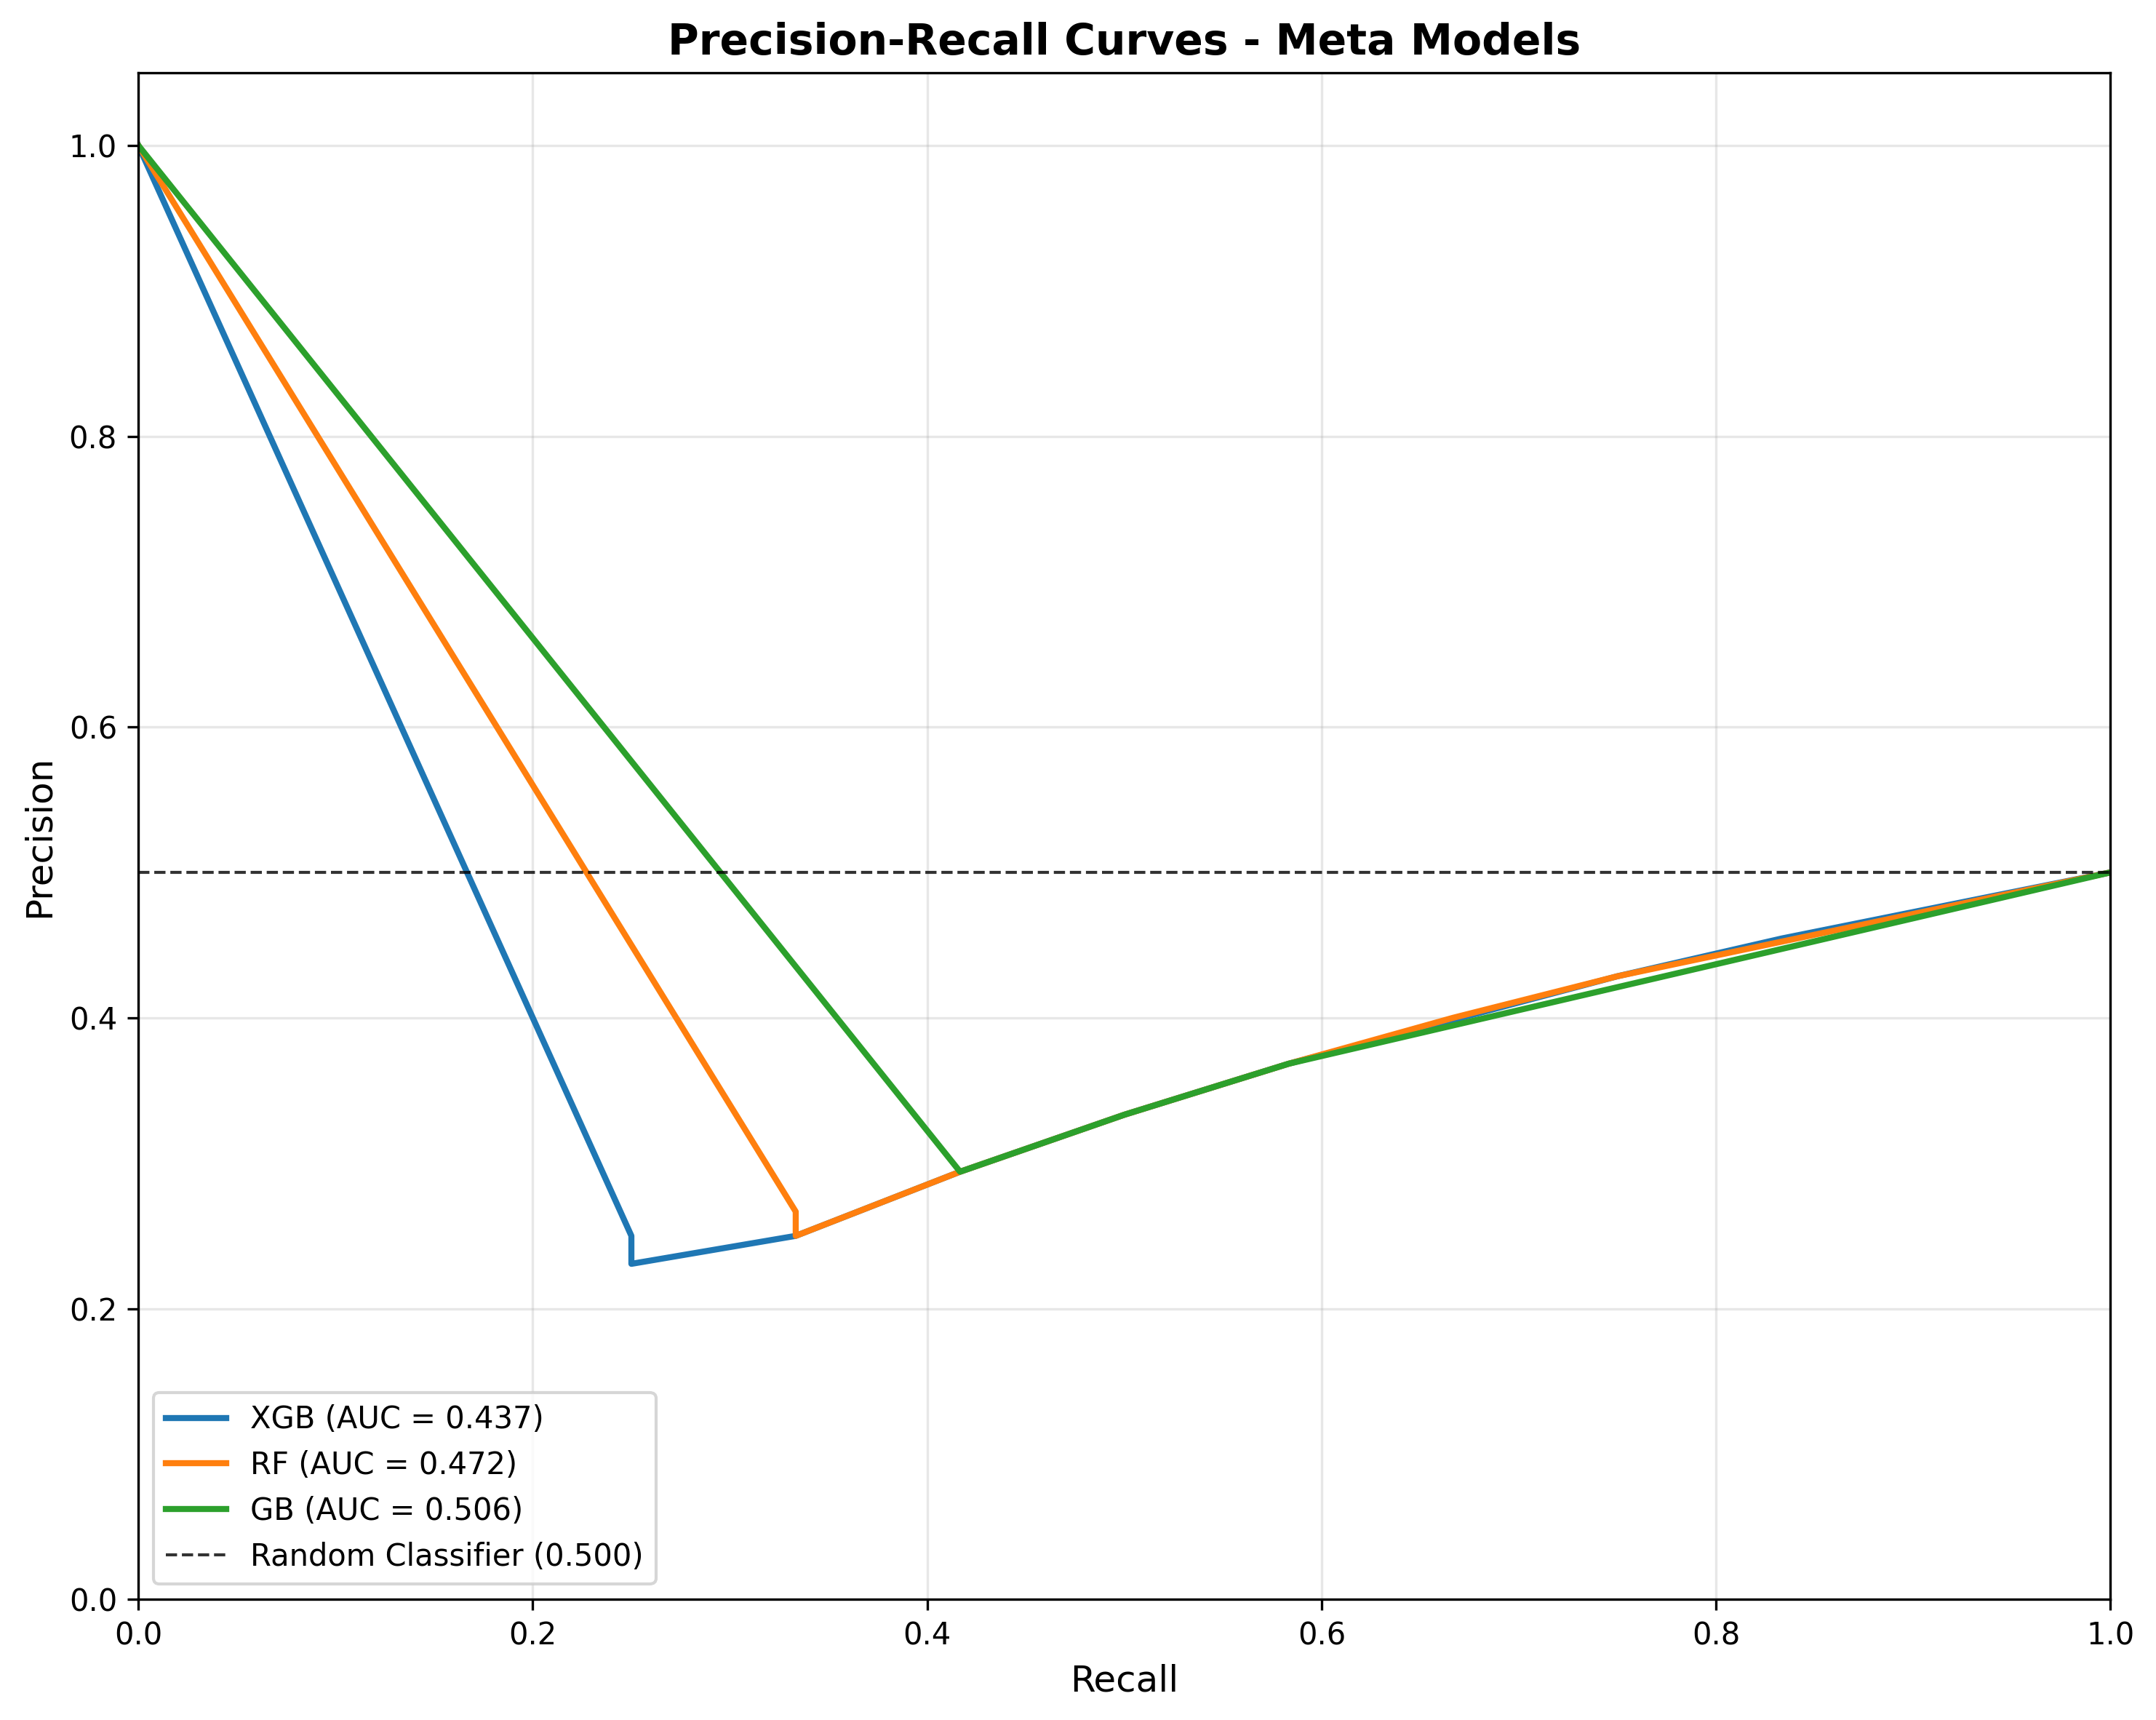 Precision-Recall Curves - Meta Models
1.0
0.8
0.6
0.4
0.2
0.0
Precision
XGB (AUC = 0.437)
RF (AUC = 0.472)
GB (AUC = 0.506)
Random Classifier (0.500)
0.0 0.2 0.4 0.6 0.8 1.0
Recall